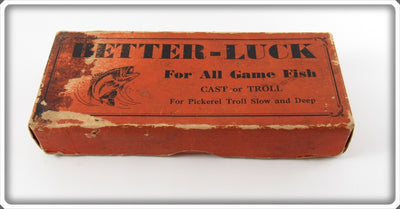 BETTER-LUCK
For All Game Fish
CAST or TROLL
For Pickerel Troll Slow and Deep